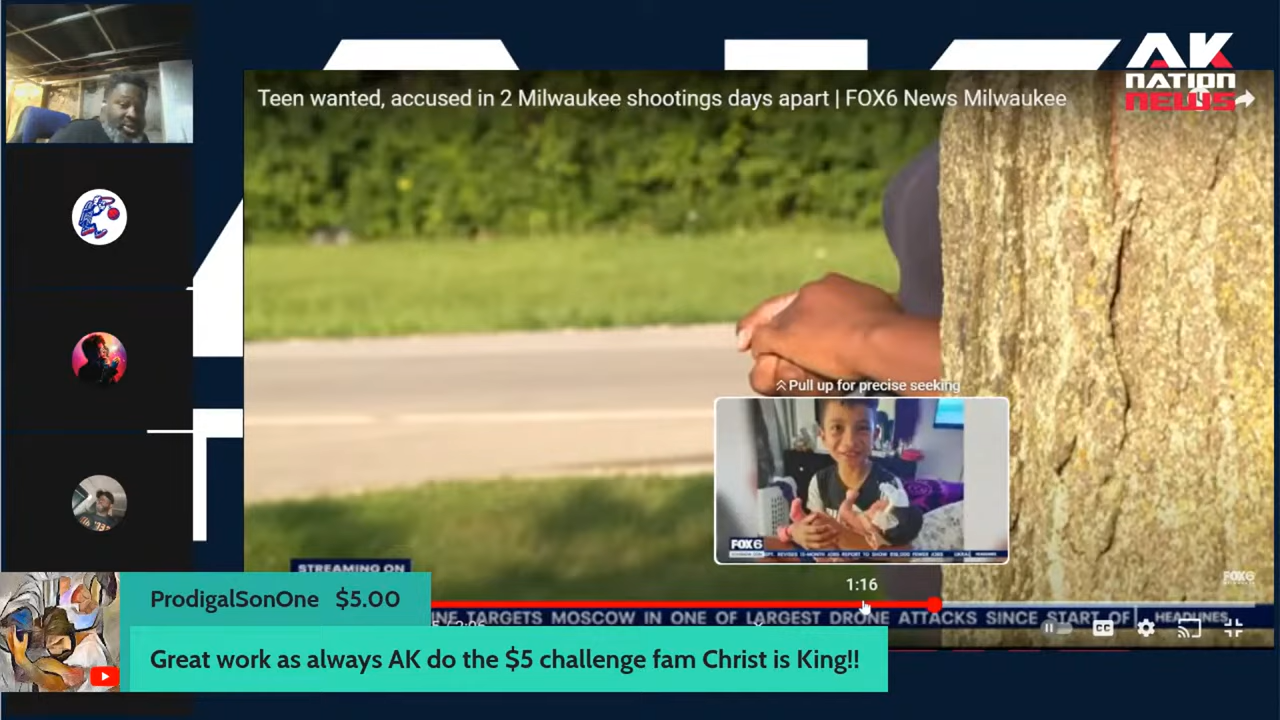 AK
NATION
NEWS
Teen wanted, accused in 2 Milwaukee shootings days apart | FOX6 News Milwaukee
Pull up for precise seeking
FOX6
1:16
STREAMING ON
FOX6
TARGETS MOSCOW IN ONE OF LARGEST DRONE ATTACKS SINCE START OF
HEADLINES
CC
ProdigalSonOne $5.00
Great work as always AK do the $5 challenge fam Christ is King!!